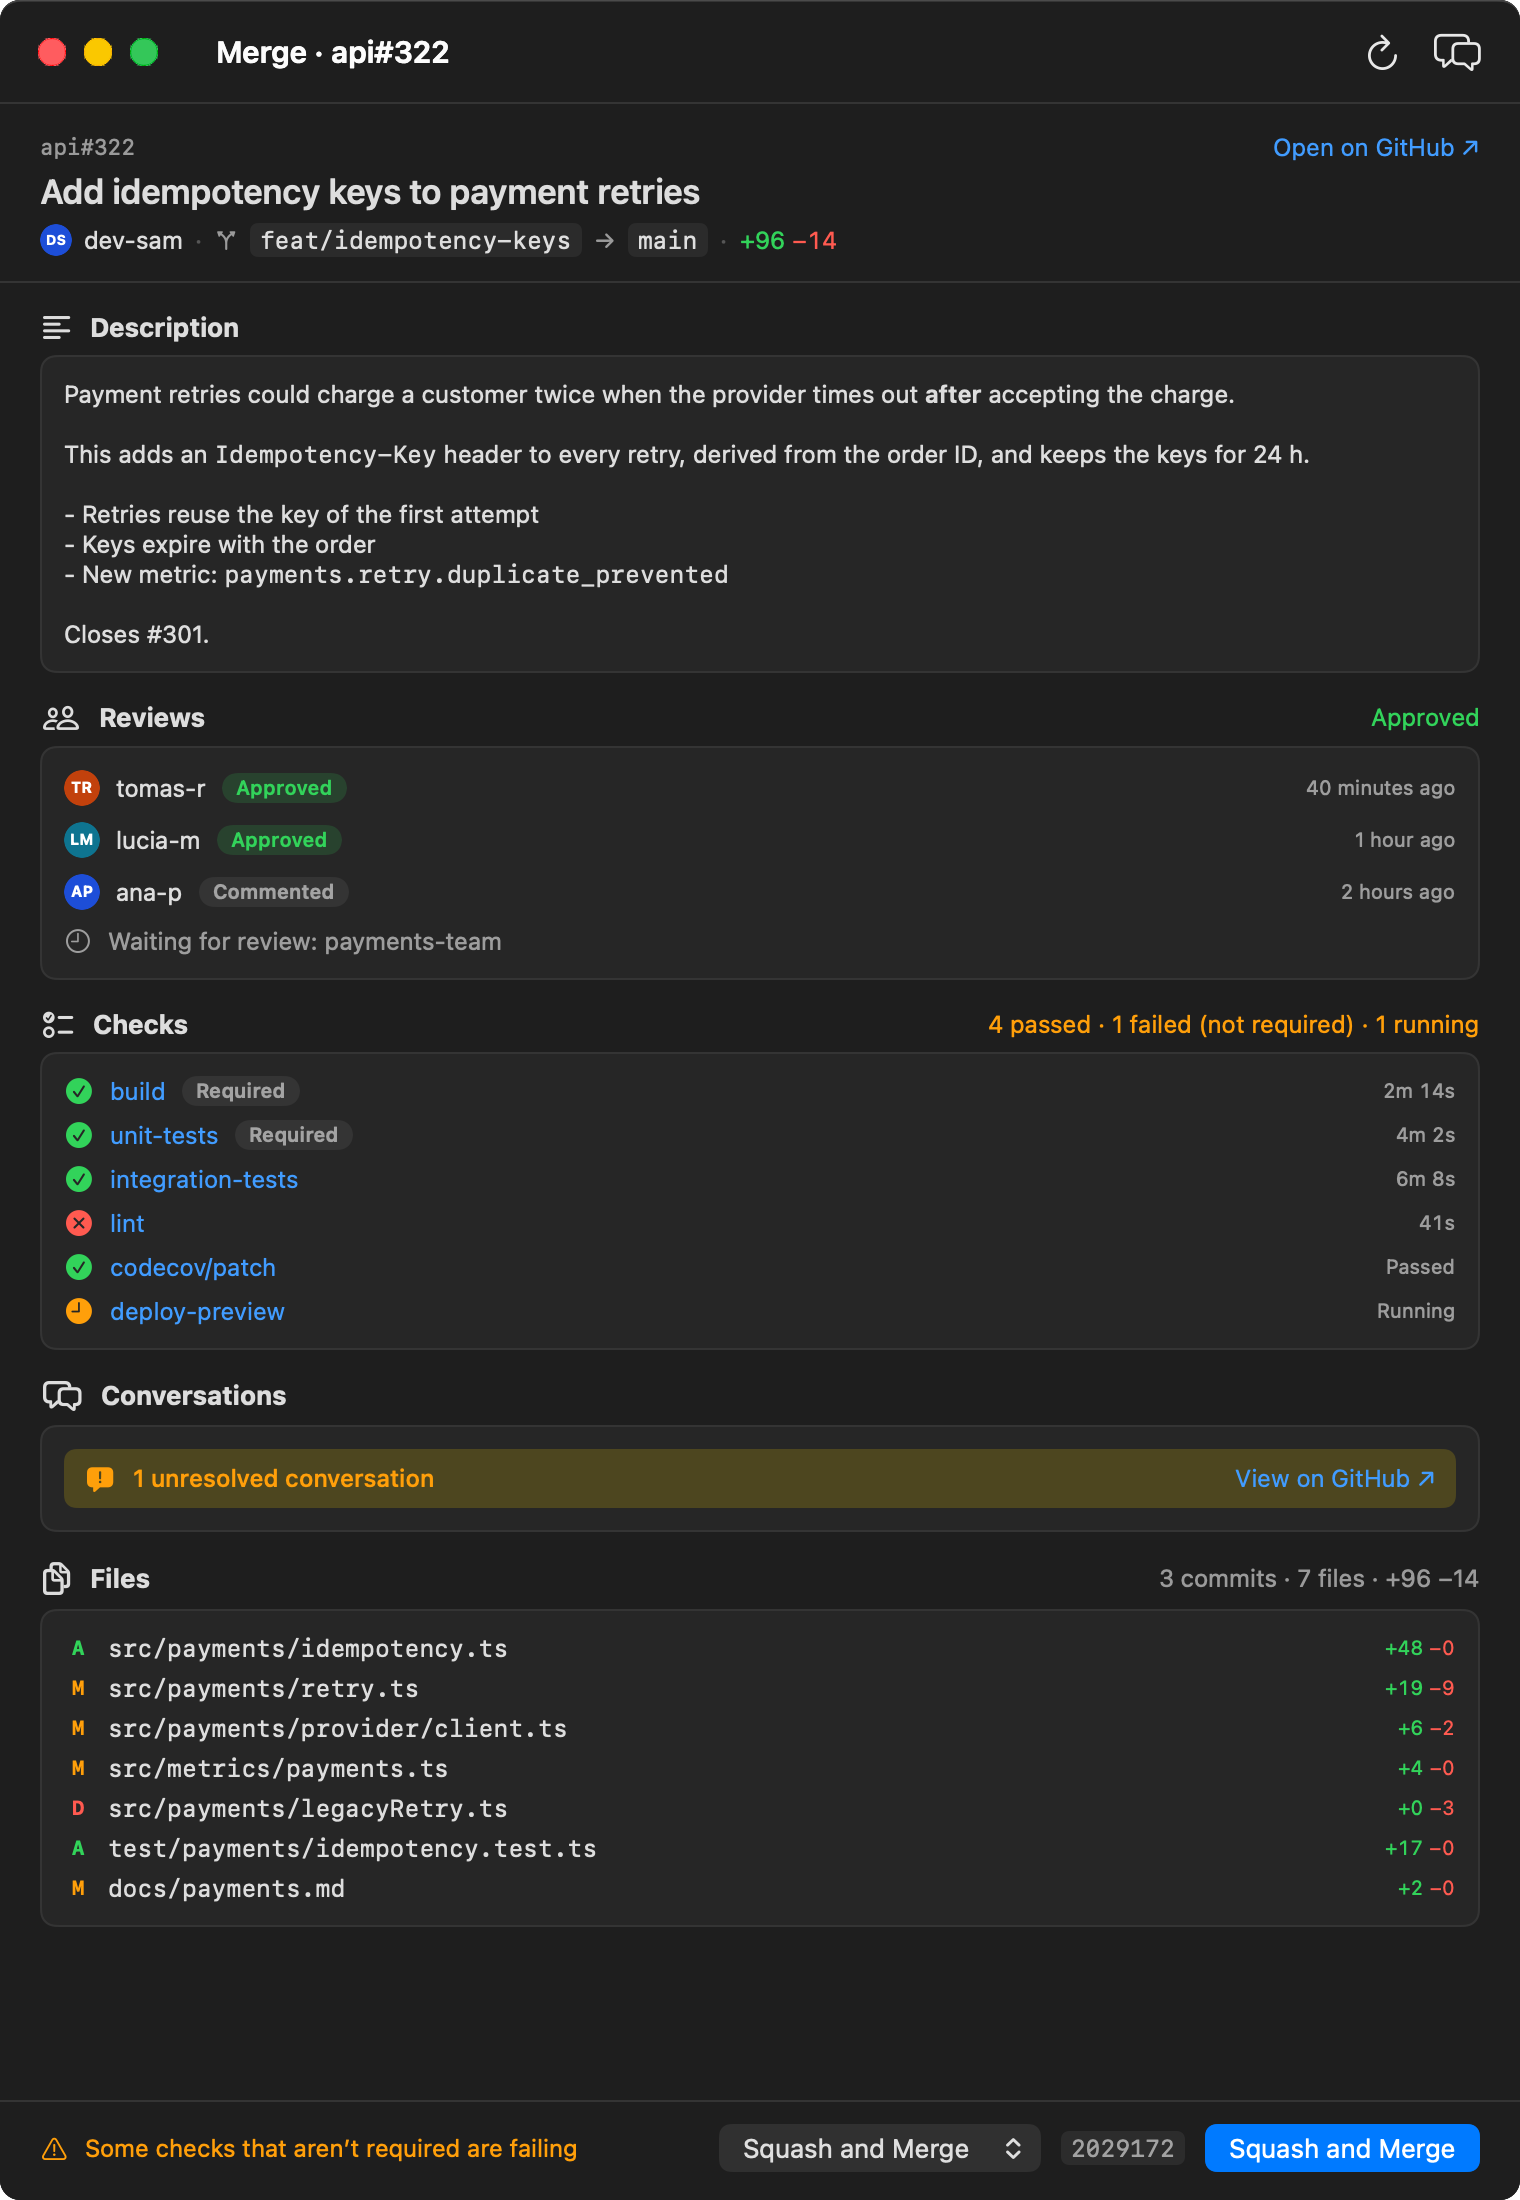 Merge · api#322
api#322
Open on GitHub ↗
Add idempotency keys to payment retries
DS dev-sam · feat/idempotency-keys → main · +96 −14
Description
Payment retries could charge a customer twice when the provider times out after accepting the charge.
This adds an Idempotency-Key header to every retry, derived from the order ID, and keeps the keys for 24 h.
- Retries reuse the key of the first attempt
- Keys expire with the order
- New metric: payments.retry.duplicate_prevented
Closes #301.
Reviews Approved
TR tomas-r Approved 40 minutes ago
LM lucia-m Approved 1 hour ago
AP ana-p Commented 2 hours ago
Waiting for review: payments-team
Checks 4 passed · 1 failed (not required) · 1 running
build Required 2m 14s
unit-tests Required 4m 2s
integration-tests 6m 8s
lint 41s
codecov/patch Passed
deploy-preview Running
Conversations
1 unresolved conversation View on GitHub ↗
Files 3 commits · 7 files · +96 −14
A src/payments/idempotency.ts +48 −0
M src/payments/retry.ts +19 −9
M src/payments/provider/client.ts +6 −2
M src/metrics/payments.ts +4 −0
D src/payments/legacyRetry.ts +0 −3
A test/payments/idempotency.test.ts +17 −0
M docs/payments.md +2 −0
Some checks that aren’t required are failing Squash and Merge 2029172 Squash and Merge